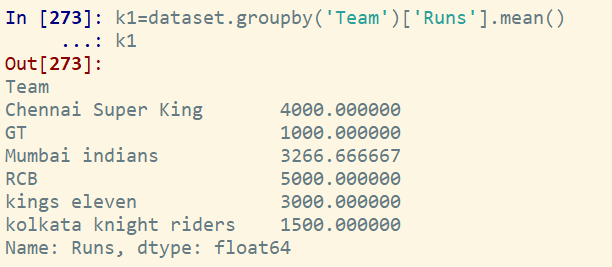 In [273]: k1=dataset.groupby('Team')['Runs'].mean()
...: k1
Out[273]:
Team
Chennai Super King 4000.000000
GT 1000.000000
Mumbai indians 3266.666667
RCB 5000.000000
kings eleven 3000.000000
kolkata knight riders 1500.000000
Name: Runs, dtype: float64